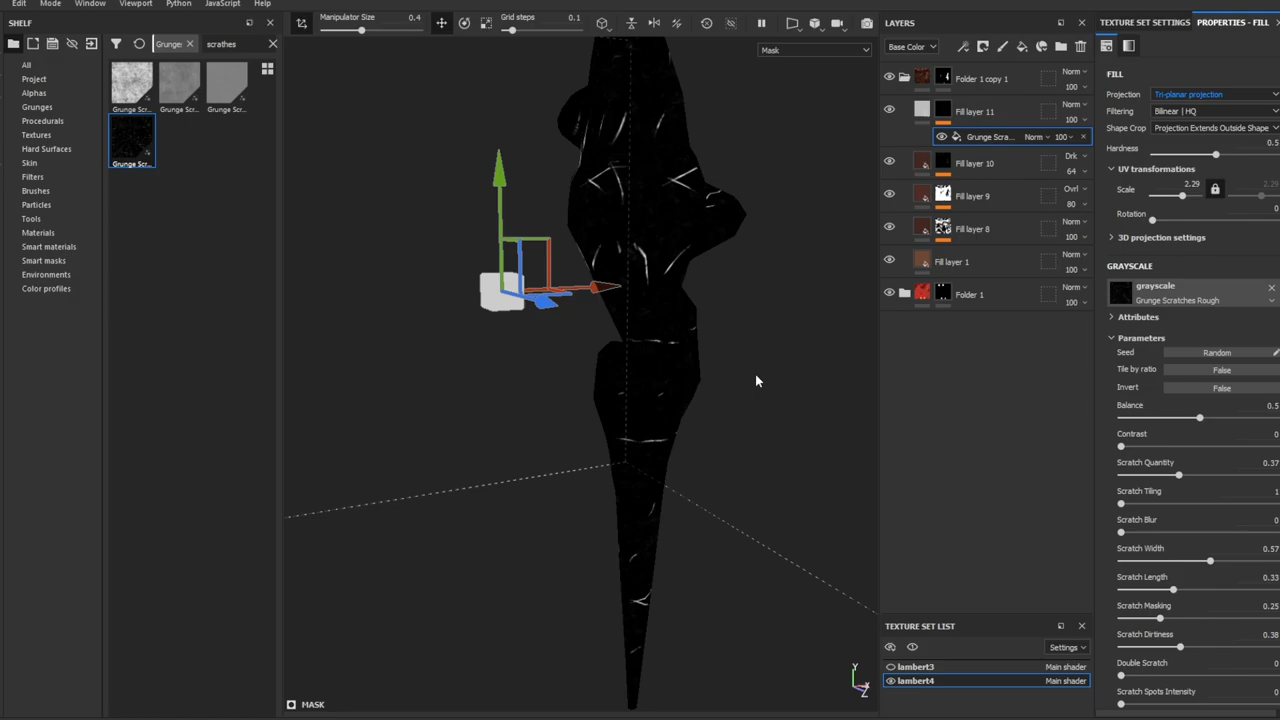 Edit Mode Window Viewport Python JavaScript Help
SHELF
Manipulator Size 0.4
Grid steps 0.1
LAYERS
TEXTURE SET SETTINGS
PROPERTIES - FILL
Grunge
scrathes
Mask
Base Color
All
Project
Alphas
Grunges
Procedurals
Textures
Hard Surfaces
Skin
Filters
Brushes
Particles
Tools
Materials
Smart materials
Smart masks
Environments
Color profiles
Grunge Scr...
Grunge Scr...
Grunge Scr...
Grunge Scr...
Folder 1 copy 1
Norm
100
Fill layer 11
Norm
100
Grunge Scra... Norm 100
Fill layer 10
Drk
64
Fill layer 9
Ovrl
80
Fill layer 8
Norm
100
Fill layer 1
Norm
100
Folder 1
Norm
100
FILL
Projection Tri-planar projection
Filtering Bilinear | HQ
Shape Crop Projection Extends Outside Shape
Hardness 0.5
UV transformations
Scale 2.29 2.29
Rotation 0
3D projection settings
GRAYSCALE
grayscale
Grunge Scratches Rough
Attributes
Parameters
Seed Random
Tile by ratio False
Invert False
Balance 0.5
Contrast 0
Scratch Quantity 0.37
Scratch Tiling 1
Scratch Blur 0
Scratch Width 0.57
Scratch Length 0.33
Scratch Masking 0.25
Scratch Dirtiness 0.38
Double Scratch 0
Scratch Spots Intensity 0
TEXTURE SET LIST
Settings
lambert3 Main shader
lambert4 Main shader
Y
X
Z
MASK